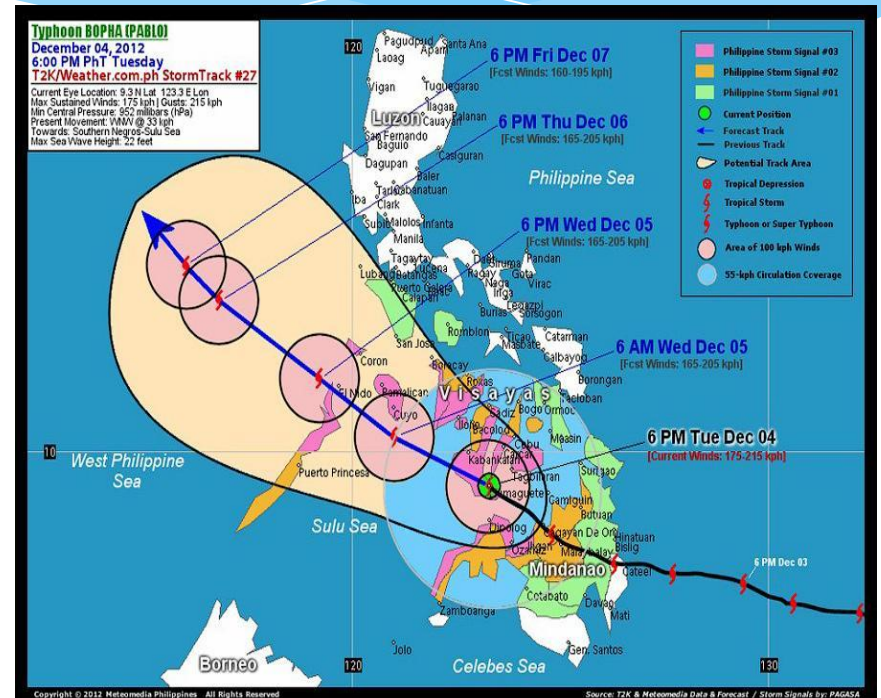 Typhoon BOPHA (PABLO)
December 04, 2012
6:00 PM PhT Tuesday
T2K/Weather.com.ph StormTrack #27
Current Eye Location: 9.3 N Lat 123.3 E Lon
Max Sustained Winds: 175 kph | Gusts: 215 kph
Min Central Pressure: 952 milibars (hPa)
Present Movement: WNW @ 33 kph
Towards: Southern Negros-Sulu Sea
Max Sea Wave Height: 22 feet
120
Philippine Storm Signal #03
Philippine Storm Signal #02
Philippine Storm Signal #01
Current Position
Forecast Track
Previous Track
Potential Track Area
Tropical Depression
Tropical Storm
Typhoon or Super Typhoon
Area of 100 kph Winds
55-kph Circulation Coverage
6 PM Fri Dec 07
[Fcst Winds: 160-195 kph]
6 PM Thu Dec 06
[Fcst Winds: 165-205 kph]
6 PM Wed Dec 05
[Fcst Winds: 165-205 kph]
6 AM Wed Dec 05
[Fcst Winds: 165-205 kph]
6 PM Tue Dec 04
[Current Winds: 175-215 kph]
6 PM Dec 03
Pagudpud
Santa Ana
Laoag
Vigan
Tuguegarao
Ilagan
Cauayan
Palanan
Luzon
San Fernando
Baguio
Casiguran
Dagupan
Baler
Cabanatuan
Iba
Clark
Subic
Malolos
Infanta
Manila
Philippine Sea
Tagaytay
Lucena
Lubang
Batangas
Puerto Galera
Calapan
Daet
Pandan
Ragay
Naga
Gota
Iriga
Virac
Legazpi
Burias
Sorsogon
San Jose
Romblon
Ticao
Masbate
Catarman
Calbayog
Coron
Boracay
Roxas
Borongan
Tacloban
El Nido
Pamalican
Cuyo
Visayas
Iloilo
Bacolod
Cadiz
Bogo
Ormoc
Maasin
Cebu
Carcar
Kabankalan
Tagbilaran
Surigao
Dumaguete
Camiguin
Butuan
10
West Philippine
Sea
Puerto Princesa
Sulu Sea
Dipolog
Cagayan De Oro
Hinatuan
Bislig
Ozamiz
Iligan
Malaybalay
Mindanao
Cateel
Cotabato
Davao
Mati
Zamboanga
Jolo
Gen. Santos
Borneo
120
Celebes Sea
130
Copyright © 2012 Meteomedia Philippines All Rights Reserved
Source: T2K & Meteomedia Data & Forecast / Storm Signals by: PAGASA